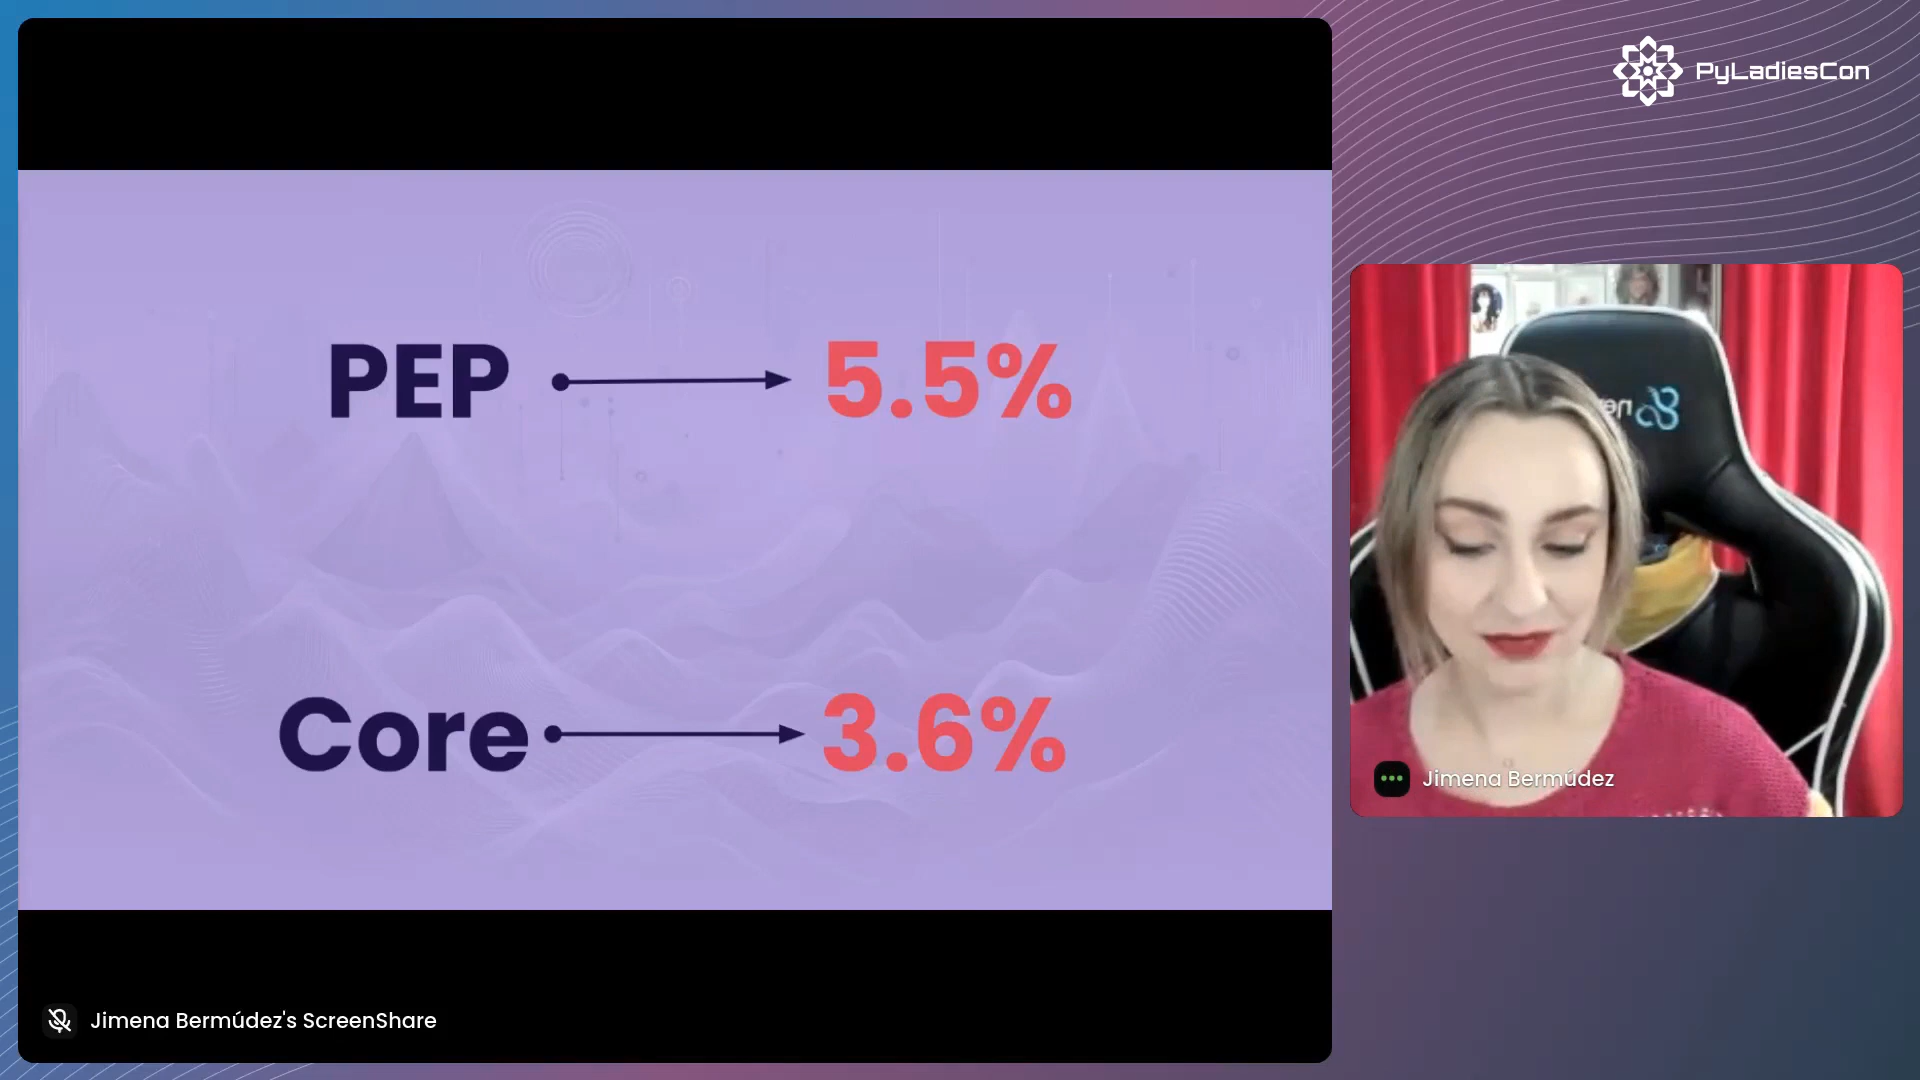 PyLadiesCon
PEP 5.5%
Core 3.6%
Jimena Bermúdez
Jimena Bermúdez's ScreenShare